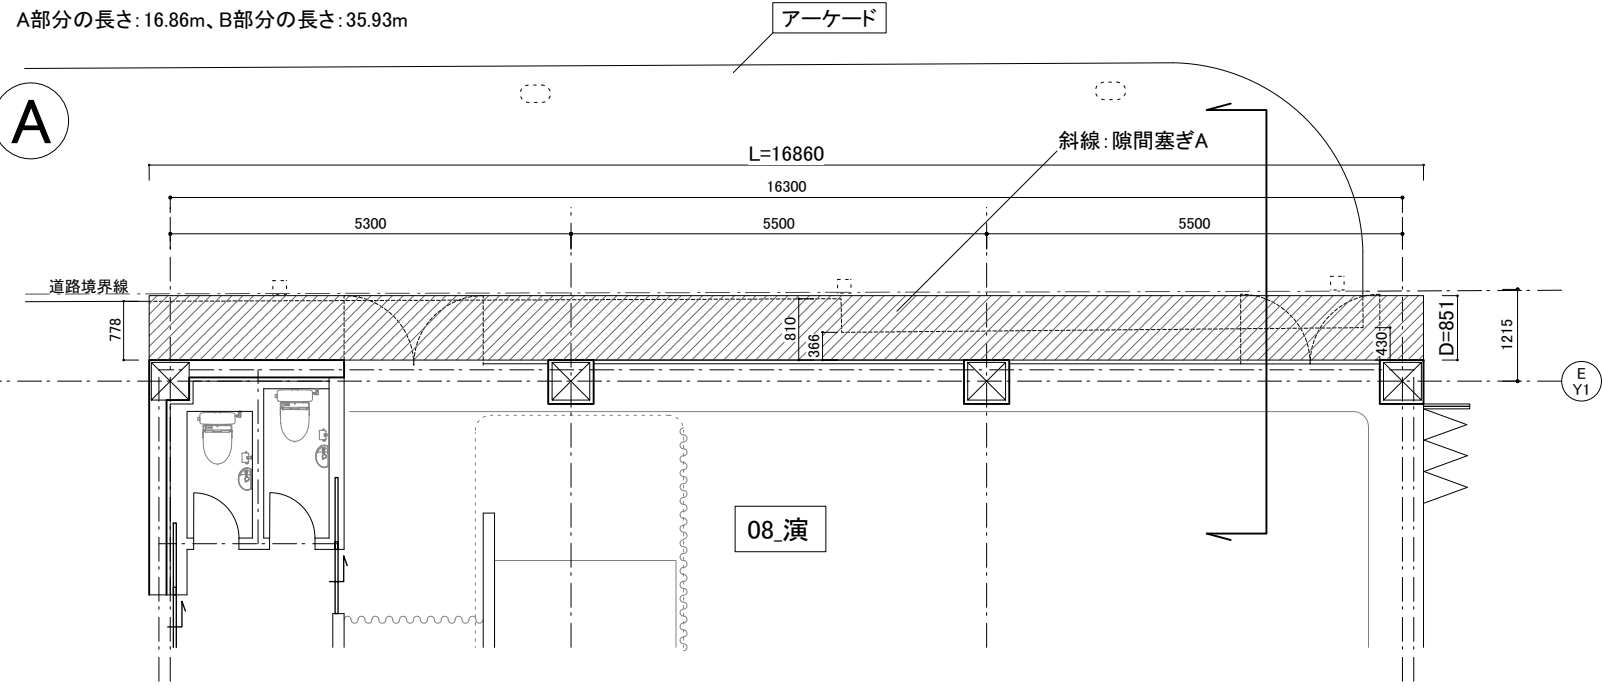 A部分の長さ：16.86m、B部分の長さ：35.93m
アーケード
A
斜線：隙間塞ぎA
L=16860
16300
5300
5500
5500
道路境界線
778
810
366
430
D=851
1215
E
Y1
08_演